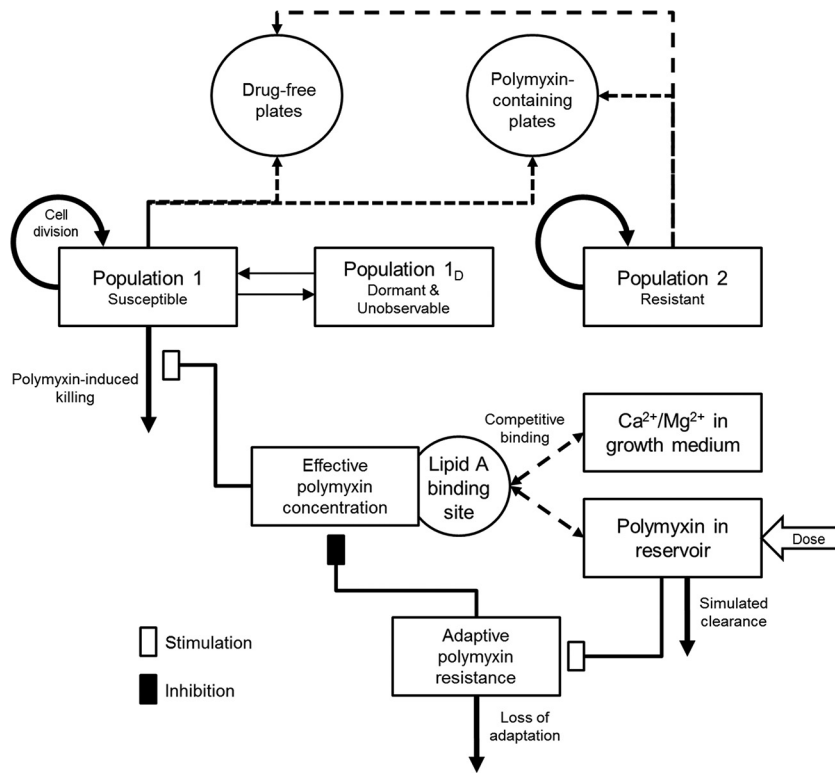 Drug-free
plates
Polymyxin-
containing
plates
Cell
division
Population 1
Susceptible
Population 1D
Dormant &
Unobservable
Population 2
Resistant
Polymyxin-induced
killing
Competitive
binding
Ca²⁺/Mg²⁺ in
growth medium
Effective
polymyxin
concentration
Lipid A
binding
site
Polymyxin in
reservoir
Dose
Simulated
clearance
Stimulation
Inhibition
Adaptive
polymyxin
resistance
Loss of
adaptation